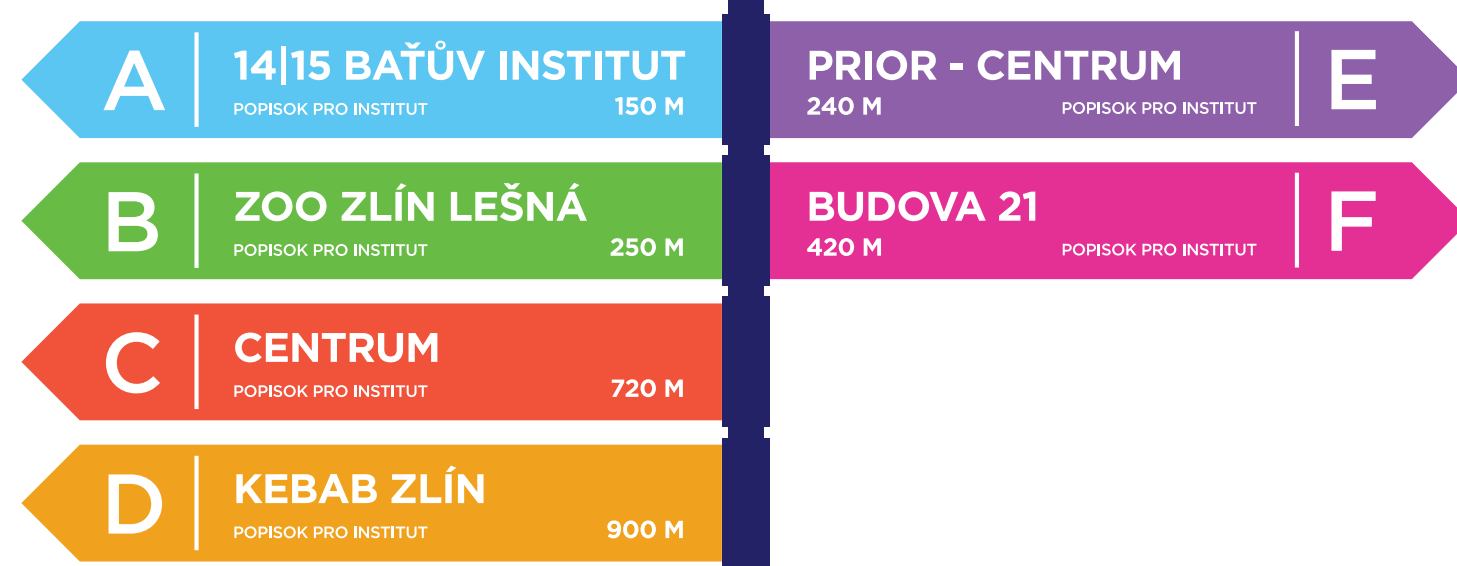 A
14|15 BAŤŮV INSTITUT
POPISOK PRO INSTITUT 150 M
B
ZOO ZLÍN LEŠNÁ
POPISOK PRO INSTITUT 250 M
C
CENTRUM
POPISOK PRO INSTITUT 720 M
D
KEBAB ZLÍN
POPISOK PRO INSTITUT 900 M
PRIOR - CENTRUM
240 M POPISOK PRO INSTITUT
E
BUDOVA 21
420 M POPISOK PRO INSTITUT
F